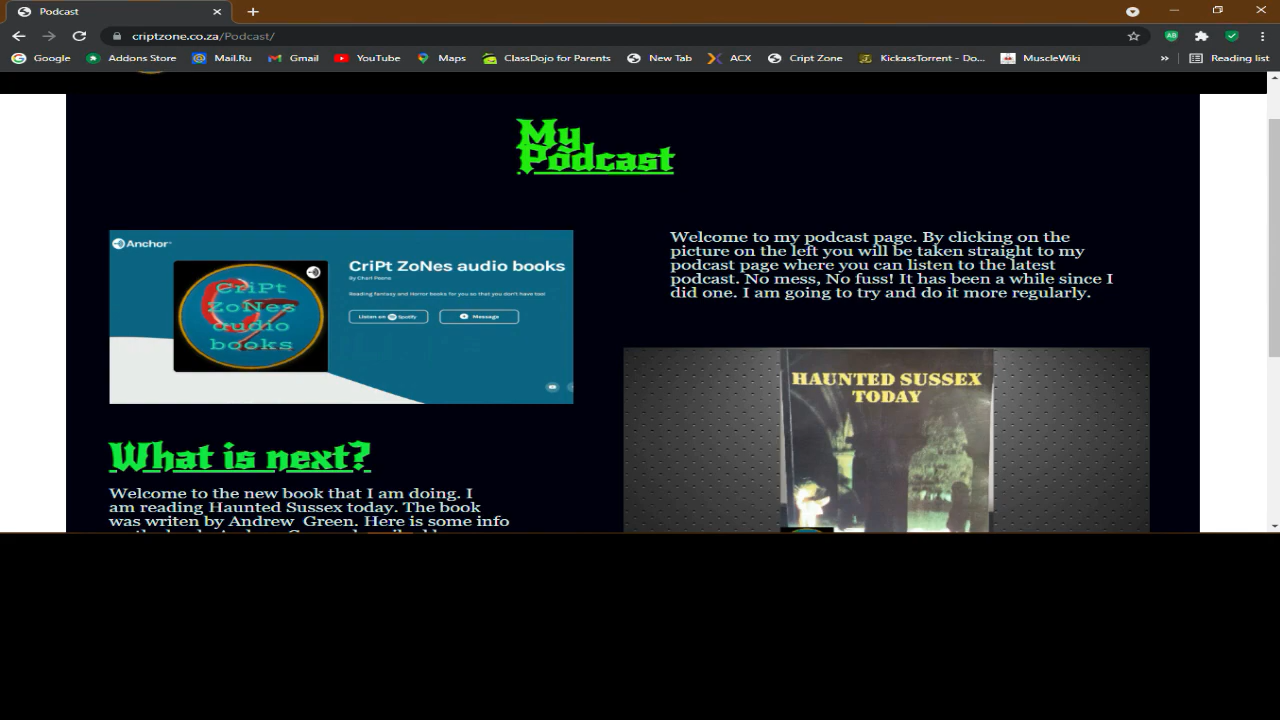 Podcast
criptzone.co.za/Podcast/
Google
Addons Store
Mail.Ru
Gmail
YouTube
Maps
ClassDojo for Parents
New Tab
ACX
Cript Zone
KickassTorrent - Do...
MuscleWiki
»
Reading list
My
Podcast
Anchor
CriPt
ZoNes
audio
books
CriPt ZoNes audio books
By Charl Pearre
Reading fantasy and Horror books for you so that you don't have too!
Listen on Spotify
Message
Welcome to my podcast page. By clicking on the
picture on the left you will be taken straight to my
podcast page where you can listen to the latest
podcast. No mess, No fuss! It has been a while since I
did one. I am going to try and do it more regularly.
HAUNTED SUSSEX
TODAY
What is next?
Welcome to the new book that I am doing. I
am reading Haunted Sussex today. The book
was writen by Andrew Green. Here is some info